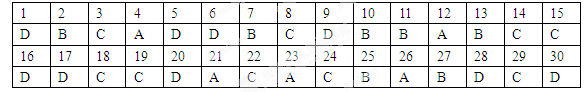 1 2 3 4 5 6 7 8 9 10 11 12 13 14 15
D B C A D D B C D B B A B C C
16 17 18 19 20 21 22 23 24 25 26 27 28 29 30
D D C C D A C A C B A B D C D